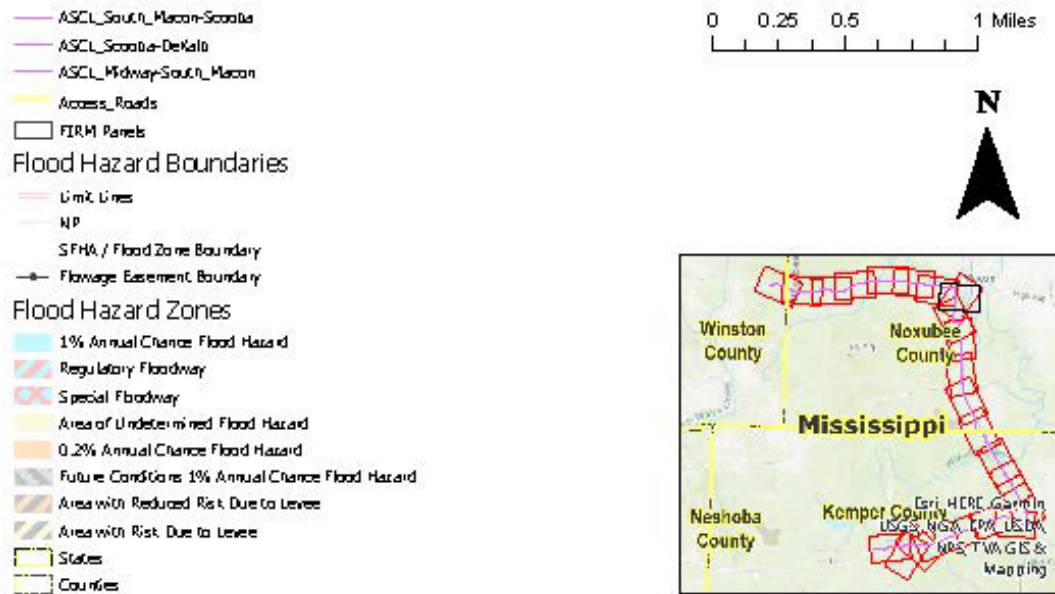 ASCL_South_Macon-Scooba
ASCL_Scooba-DeKalb
ASCL_Midway-South_Macon
Access_Roads
FIRM Panels
Flood Hazard Boundaries
Limit Lines
NP
SFHA / Flood Zone Boundary
Flowage Easement Boundary
Flood Hazard Zones
1% Annual Chance Flood Hazard
Regulatory Floodway
Special Floodway
Area of Undetermined Flood Hazard
0.2% Annual Chance Flood Hazard
Future Conditions 1% Annual Chance Flood Hazard
Area with Reduced Risk Due to Levee
Area with Risk Due to Levee
States
Counties
0 0.25 0.5 1 Miles
N
Winston
County
Noxubee
County
Mississippi
Neshoba
County
Kemper County
Esri, HERE, Garmin
USGS, NGA, EPA, USDA
NPS, TVA GIS &
Mapping